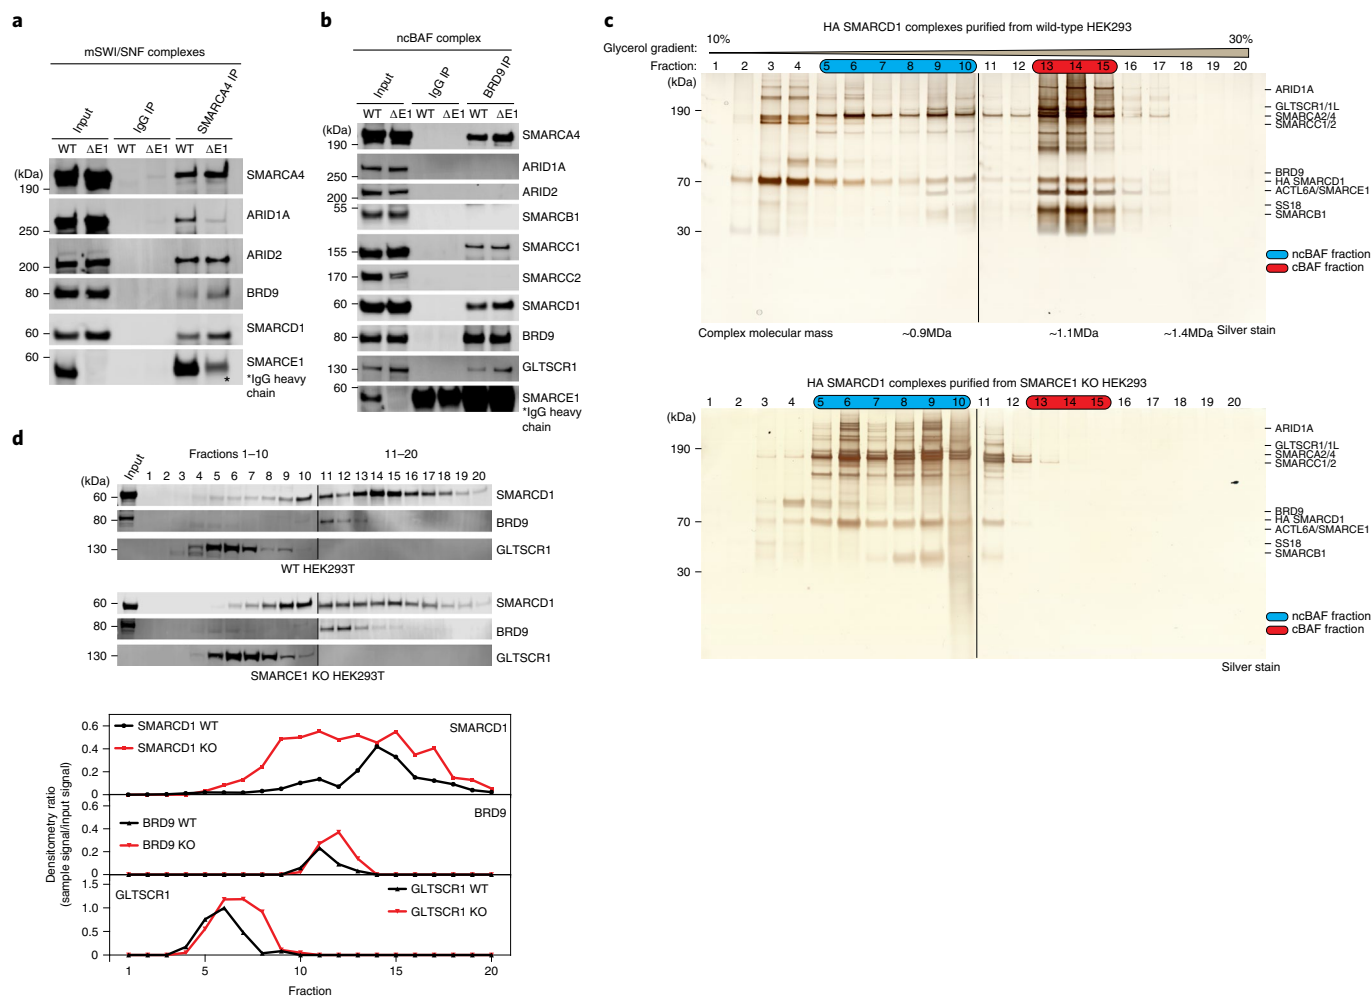 a
mSWI/SNF complexes
Input
IgG IP
SMARCA4 IP
WT ΔE1 WT ΔE1 WT ΔE1
(kDa)
190
SMARCA4
ARID1A
250
ARID2
200
80
BRD9
60
SMARCD1
60
SMARCE1
*IgG heavy
chain
*
b
ncBAF complex
Input
IgG IP
BRD9 IP
WT ΔE1 WT ΔE1 WT ΔE1
(kDa)
190
SMARCA4
250
ARID1A
200
ARID2
55
SMARCB1
155
SMARCC1
170
SMARCC2
60
SMARCD1
80
BRD9
130
GLTSCR1
60
SMARCE1
*IgG heavy
chain
c
HA SMARCD1 complexes purified from wild-type HEK293
10% 30%
Glycerol gradient:
Fraction:
1 2 3 4 5 6 7 8 9 10 11 12 13 14 15 16 17 18 19 20
(kDa)
190
70
30
ARID1A
GLTSCR1/1L
SMARCA2/4
SMARCC1/2
BRD9
HA SMARCD1
ACTL6A/SMARCE1
SS18
SMARCB1
ncBAF fraction
cBAF fraction
Complex molecular mass ~0.9MDa ~1.1MDa ~1.4MDa Silver stain
HA SMARCD1 complexes purified from SMARCE1 KO HEK293
1 2 3 4 5 6 7 8 9 10 11 12 13 14 15 16 17 18 19 20
(kDa)
190
70
30
ARID1A
GLTSCR1/1L
SMARCA2/4
SMARCC1/2
BRD9
HA SMARCD1
ACTL6A/SMARCE1
SS18
SMARCB1
ncBAF fraction
cBAF fraction
Silver stain
d
Fractions 1–10 11–20
Input 1 2 3 4 5 6 7 8 9 10 11 12 13 14 15 16 17 18 19 20
(kDa)
60 SMARCD1
80 BRD9
130 GLTSCR1
WT HEK293T
60 SMARCD1
80 BRD9
130 GLTSCR1
SMARCE1 KO HEK293T
Densitometry ratio
(sample signal/input signal)
0.6
0.4
0.2
0
SMARCD1 WT
SMARCD1 KO
SMARCD1
0.6
0.4
0.2
0
BRD9 WT
BRD9 KO
BRD9
1.5
1.0
0.5
0
GLTSCR1
GLTSCR1 WT
GLTSCR1 KO
1 5 10 15 20
Fraction